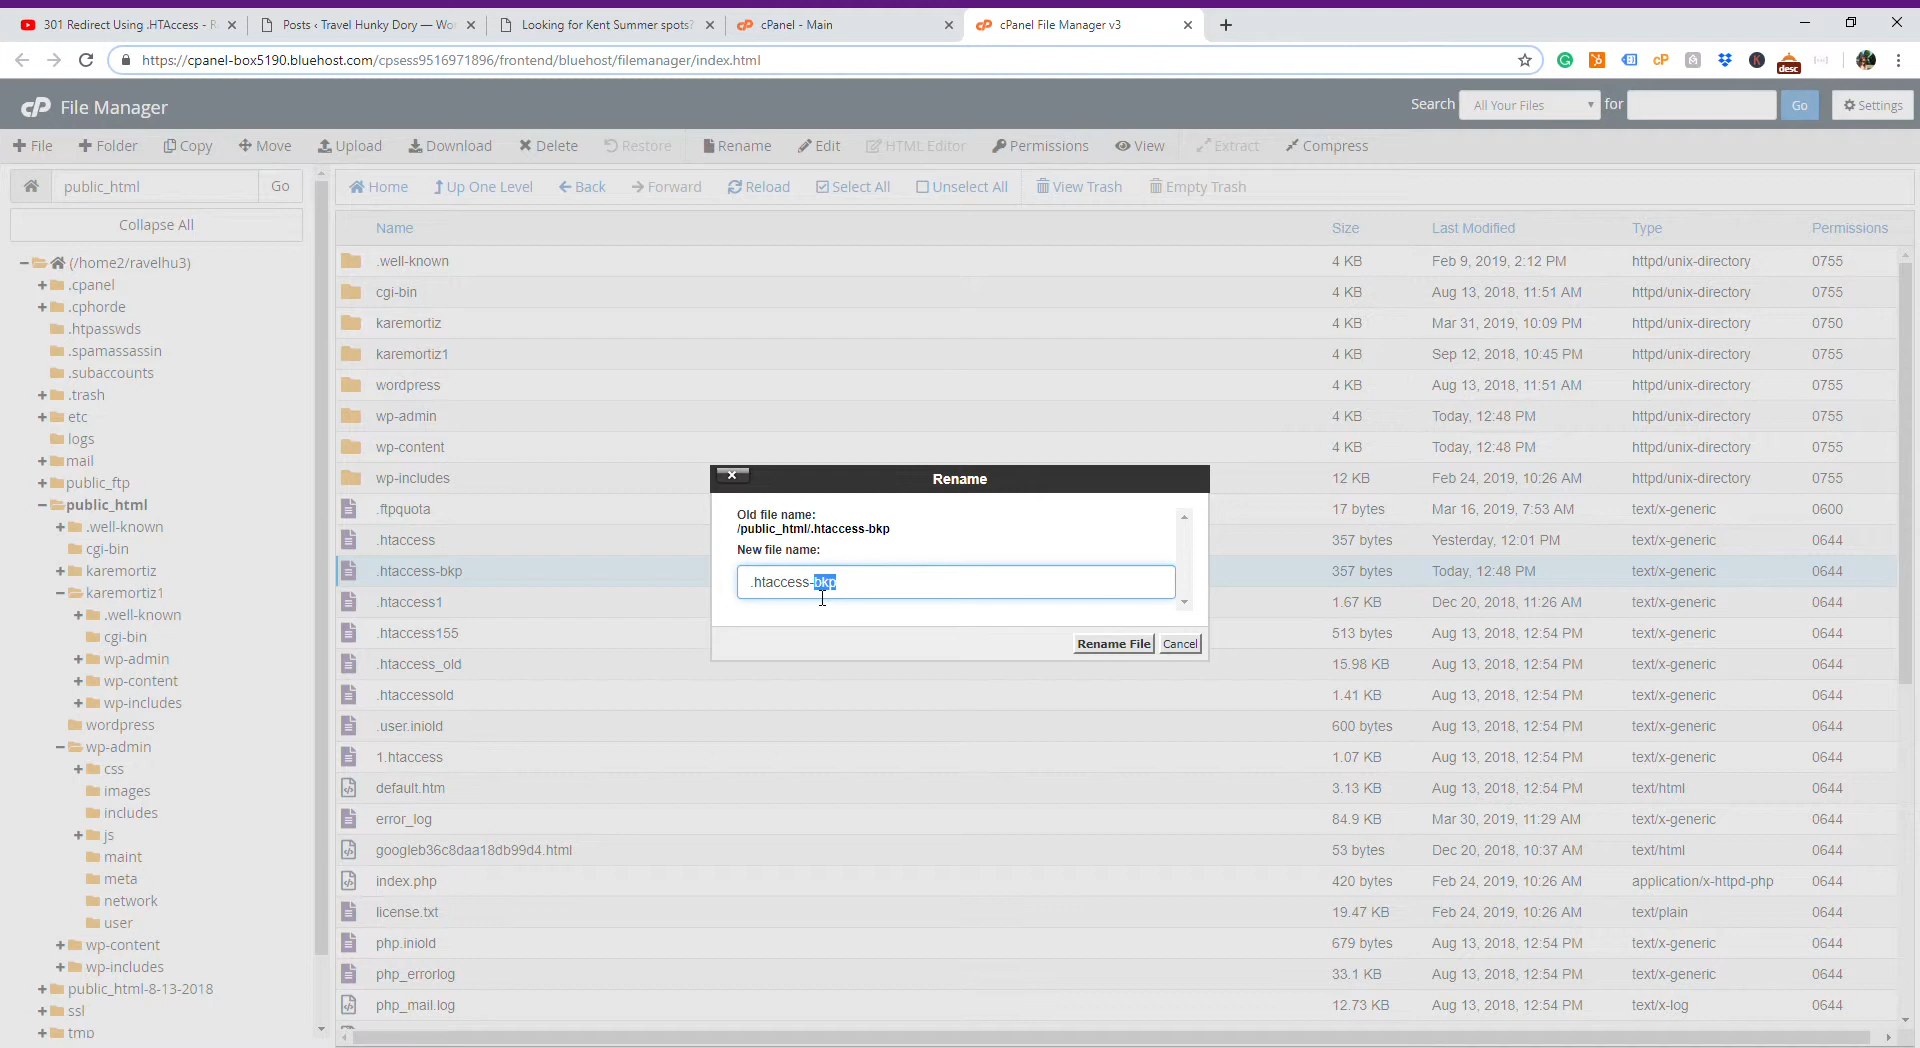 301 Redirect Using .HTAccess - R
Posts ‹ Travel Hunky Dory — Wor
Looking for Kent Summer spots?
cPanel - Main
cPanel File Manager v3
https://cpanel-box5190.bluehost.com/cpsess9516971896/frontend/bluehost/filemanager/index.html
desc
cP File Manager
Search All Your Files for Go Settings
File Folder Copy Move Upload Download Delete Restore Rename Edit HTML Editor Permissions View Extract Compress
public_html Go
Home Up One Level Back Forward Reload Select All Unselect All View Trash Empty Trash
Collapse All
(/home2/ravelhu3)
.cpanel
.cphorde
.htpasswds
.spamassassin
.subaccounts
.trash
etc
logs
mail
public_ftp
public_html
.well-known
cgi-bin
karemortiz
karemortiz1
.well-known
cgi-bin
wp-admin
wp-content
wp-includes
wordpress
wp-admin
css
images
includes
js
maint
meta
network
user
wp-content
wp-includes
public_html-8-13-2018
ssl
tmp
Name Size Last Modified Type Permissions
.well-known 4 KB Feb 9, 2019, 2:12 PM httpd/unix-directory 0755
cgi-bin 4 KB Aug 13, 2018, 11:51 AM httpd/unix-directory 0755
karemortiz 4 KB Mar 31, 2019, 10:09 PM httpd/unix-directory 0750
karemortiz1 4 KB Sep 12, 2018, 10:45 PM httpd/unix-directory 0755
wordpress 4 KB Aug 13, 2018, 11:51 AM httpd/unix-directory 0755
wp-admin 4 KB Today, 12:48 PM httpd/unix-directory 0755
wp-content 4 KB Today, 12:48 PM httpd/unix-directory 0755
wp-includes 12 KB Feb 24, 2019, 10:26 AM httpd/unix-directory 0755
.ftpquota 17 bytes Mar 16, 2019, 7:53 AM text/x-generic 0600
.htaccess 357 bytes Yesterday, 12:01 PM text/x-generic 0644
.htaccess-bkp 357 bytes Today, 12:48 PM text/x-generic 0644
.htaccess1 1.67 KB Dec 20, 2018, 11:26 AM text/x-generic 0644
.htaccess155 513 bytes Aug 13, 2018, 12:54 PM text/x-generic 0644
.htaccess_old 15.98 KB Aug 13, 2018, 12:54 PM text/x-generic 0644
.htaccessold 1.41 KB Aug 13, 2018, 12:54 PM text/x-generic 0644
.user.iniold 600 bytes Aug 13, 2018, 12:54 PM text/x-generic 0644
1.htaccess 1.07 KB Aug 13, 2018, 12:54 PM text/x-generic 0644
default.htm 3.13 KB Aug 13, 2018, 12:54 PM text/html 0644
error_log 84.9 KB Mar 30, 2019, 11:29 AM text/x-generic 0644
googleb36c8daa18db99d4.html 53 bytes Dec 20, 2018, 10:37 AM text/html 0644
index.php 420 bytes Feb 24, 2019, 10:26 AM application/x-httpd-php 0644
license.txt 19.47 KB Feb 24, 2019, 10:26 AM text/plain 0644
php.iniold 679 bytes Aug 13, 2018, 12:54 PM text/x-generic 0644
php_errorlog 33.1 KB Aug 13, 2018, 12:54 PM text/x-generic 0644
php_mail.log 12.73 KB Aug 13, 2018, 12:54 PM text/x-log 0644
Rename
Old file name:
/public_html/.htaccess-bkp
New file name:
.htaccess-bkp
Rename File Cancel